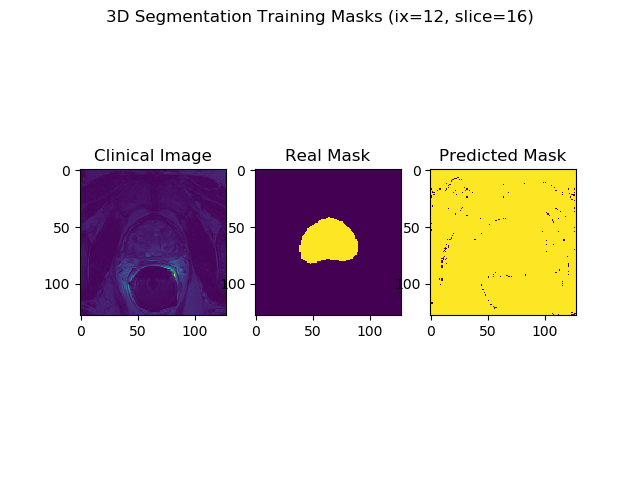 3D Segmentation Training Masks (ix=12, slice=16)
Clinical Image Real Mask Predicted Mask
0 0 0
50 50 50
100 100 100
0 50 100 0 50 100 0 50 100